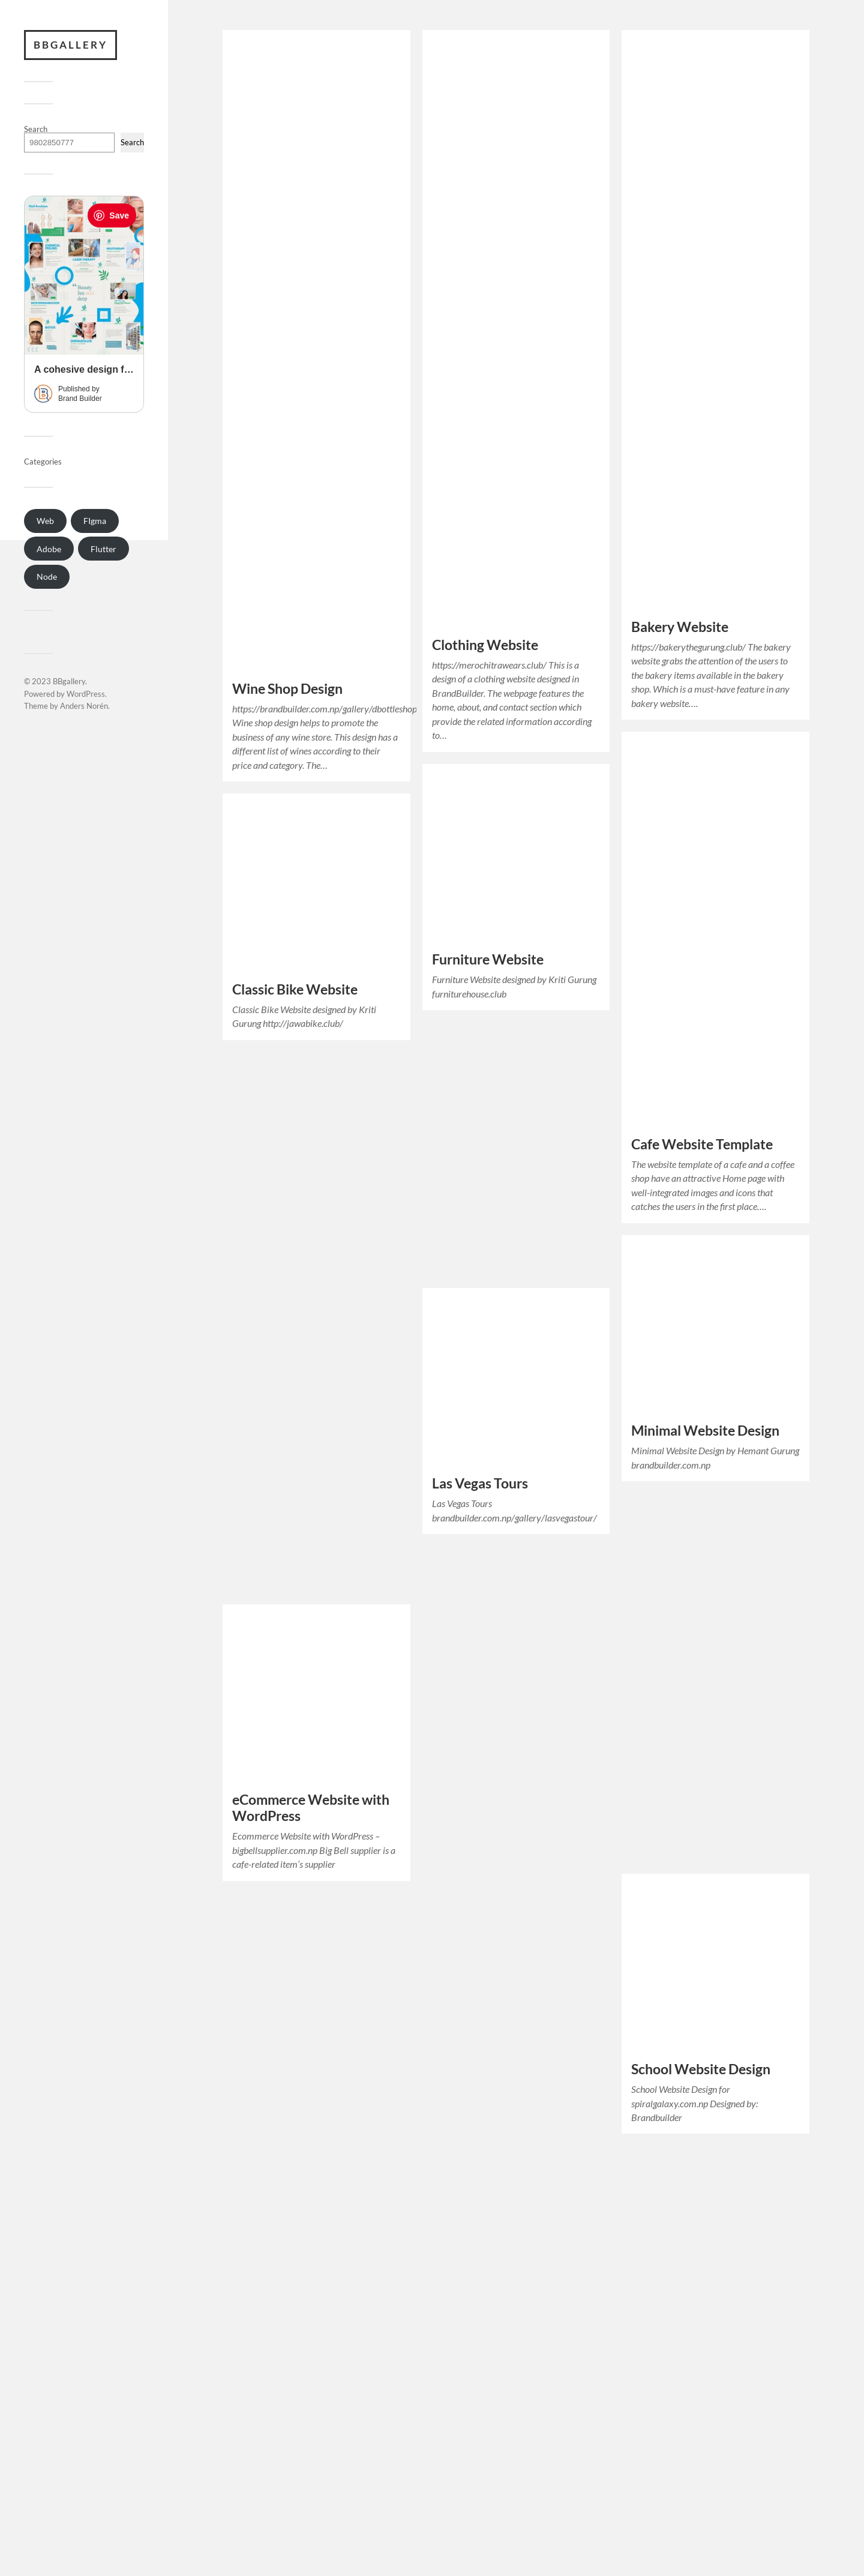 BBGALLERY
Search
9802850777
Search
Save
A cohesive design f…
Published by
Brand Builder
Categories
Web
FIgma
Adobe
Flutter
Node
© 2023 BBgallery.
Powered by WordPress.
Theme by Anders Norén.
Wine Shop Design
https://brandbuilder.com.np/gallery/dbottleshop
Wine shop design helps to promote the
business of any wine store. This design has a
different list of wines according to their
price and category. The…
Clothing Website
https://merochitrawears.club/ This is a
design of a clothing website designed in
BrandBuilder. The webpage features the
home, about, and contact section which
provide the related information according
to…
Bakery Website
https://bakerythegurung.club/ The bakery
website grabs the attention of the users to
the bakery items available in the bakery
shop. Which is a must-have feature in any
bakery website….
Classic Bike Website
Classic Bike Website designed by Kriti
Gurung http://jawabike.club/
Furniture Website
Furniture Website designed by Kriti Gurung
furniturehouse.club
Cafe Website Template
The website template of a cafe and a coffee
shop have an attractive Home page with
well-integrated images and icons that
catches the users in the first place….
Minimal Website Design
Minimal Website Design by Hemant Gurung
brandbuilder.com.np
Las Vegas Tours
Las Vegas Tours
brandbuilder.com.np/gallery/lasvegastour/
eCommerce Website with
WordPress
Ecommerce Website with WordPress –
bigbellsupplier.com.np Big Bell supplier is a
cafe-related item’s supplier
School Website Design
School Website Design for
spiralgalaxy.com.np Designed by:
Brandbuilder